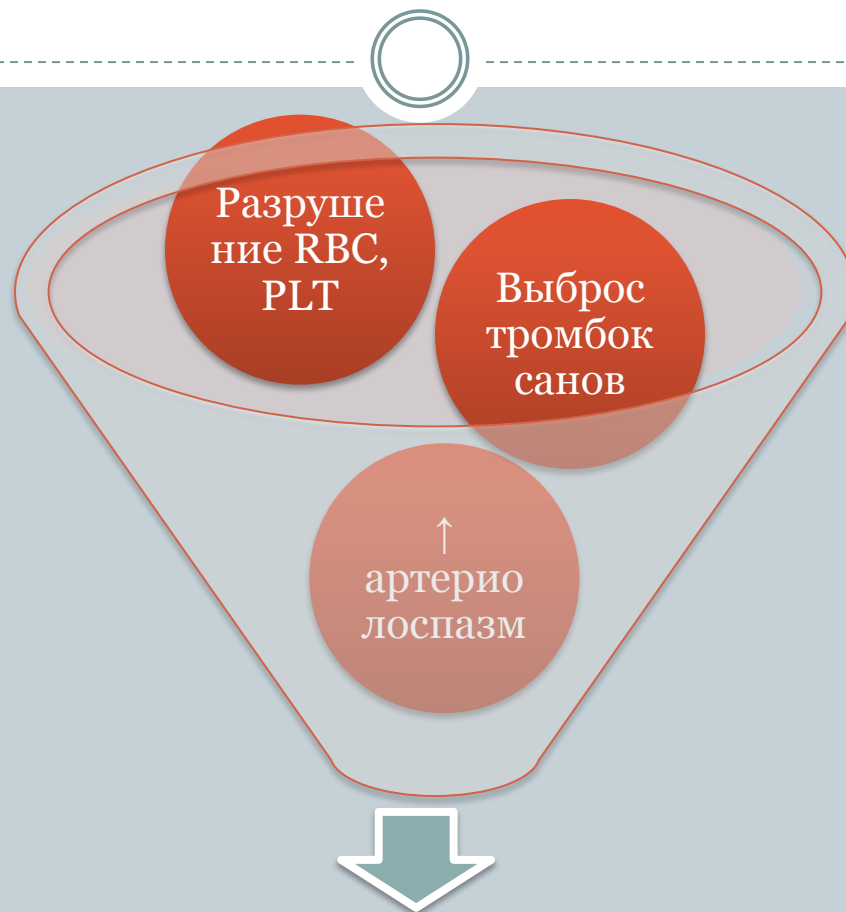 Разруше
ние RBC,
PLT
Выброс
тромбок
санов
↑
артерио
лоспазм